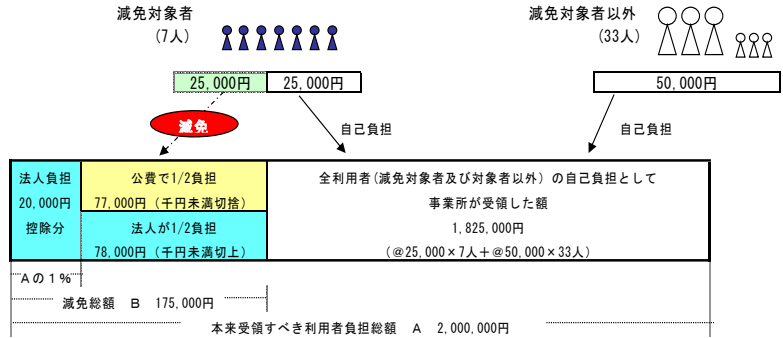 減免対象者
(7人)
減免対象者以外
(33人)
25,000円
25,000円
50,000円
減免
自己負担
自己負担
法人負担
20,000円
控除分
公費で1/2負担
77,000円（千円未満切捨）
法人が1/2負担
78,000円（千円未満切上）
全利用者(減免対象者及び対象者以外）の自己負担として
事業所が受領した額
1,825,000円
(@25,000×7人＋@50,000×33人）
Aの1％
減免総額　B　175,000円
本来受領すべき利用者負担総額　A　2,000,000円